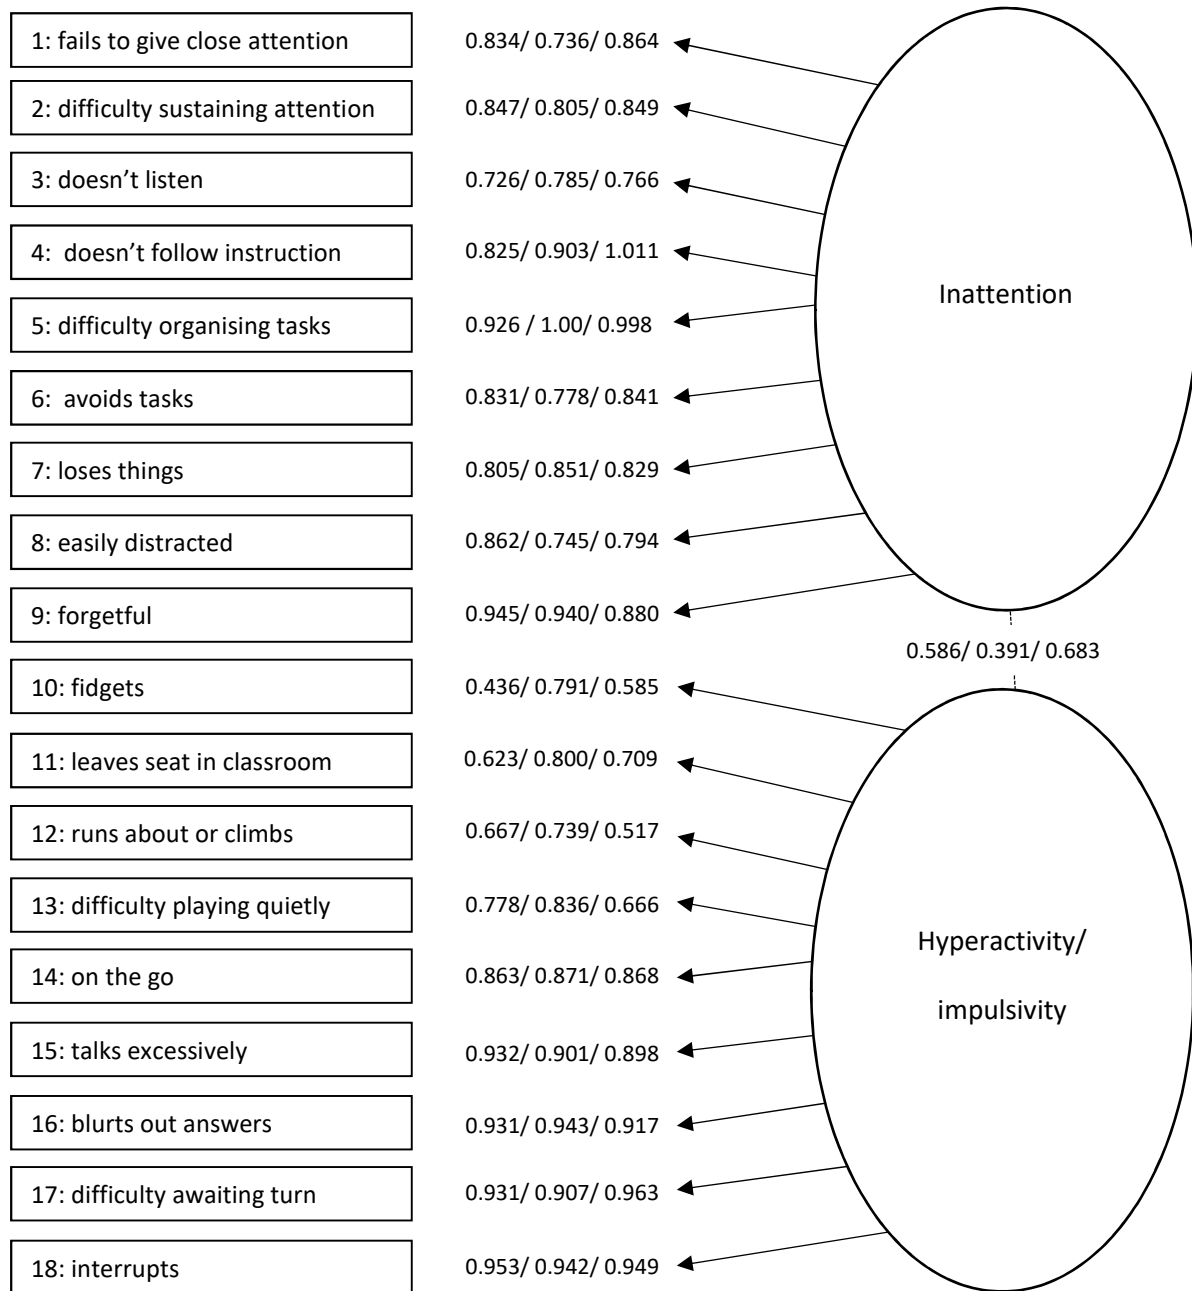 1: fails to give close attention 0.834/ 0.736/ 0.864
2: difficulty sustaining attention 0.847/ 0.805/ 0.849
3: doesn’t listen 0.726/ 0.785/ 0.766
4:  doesn’t follow instruction 0.825/ 0.903/ 1.011
Inattention
5: difficulty organising tasks 0.926 / 1.00/ 0.998
6:  avoids tasks 0.831/ 0.778/ 0.841
7: loses things 0.805/ 0.851/ 0.829
8: easily distracted 0.862/ 0.745/ 0.794
9: forgetful 0.945/ 0.940/ 0.880
0.586/ 0.391/ 0.683
10: fidgets 0.436/ 0.791/ 0.585
11: leaves seat in classroom 0.623/ 0.800/ 0.709
12: runs about or climbs 0.667/ 0.739/ 0.517
13: difficulty playing quietly 0.778/ 0.836/ 0.666
Hyperactivity/
impulsivity
14: on the go 0.863/ 0.871/ 0.868
15: talks excessively 0.932/ 0.901/ 0.898
16: blurts out answers 0.931/ 0.943/ 0.917
17: difficulty awaiting turn 0.931/ 0.907/ 0.963
18: interrupts 0.953/ 0.942/ 0.949